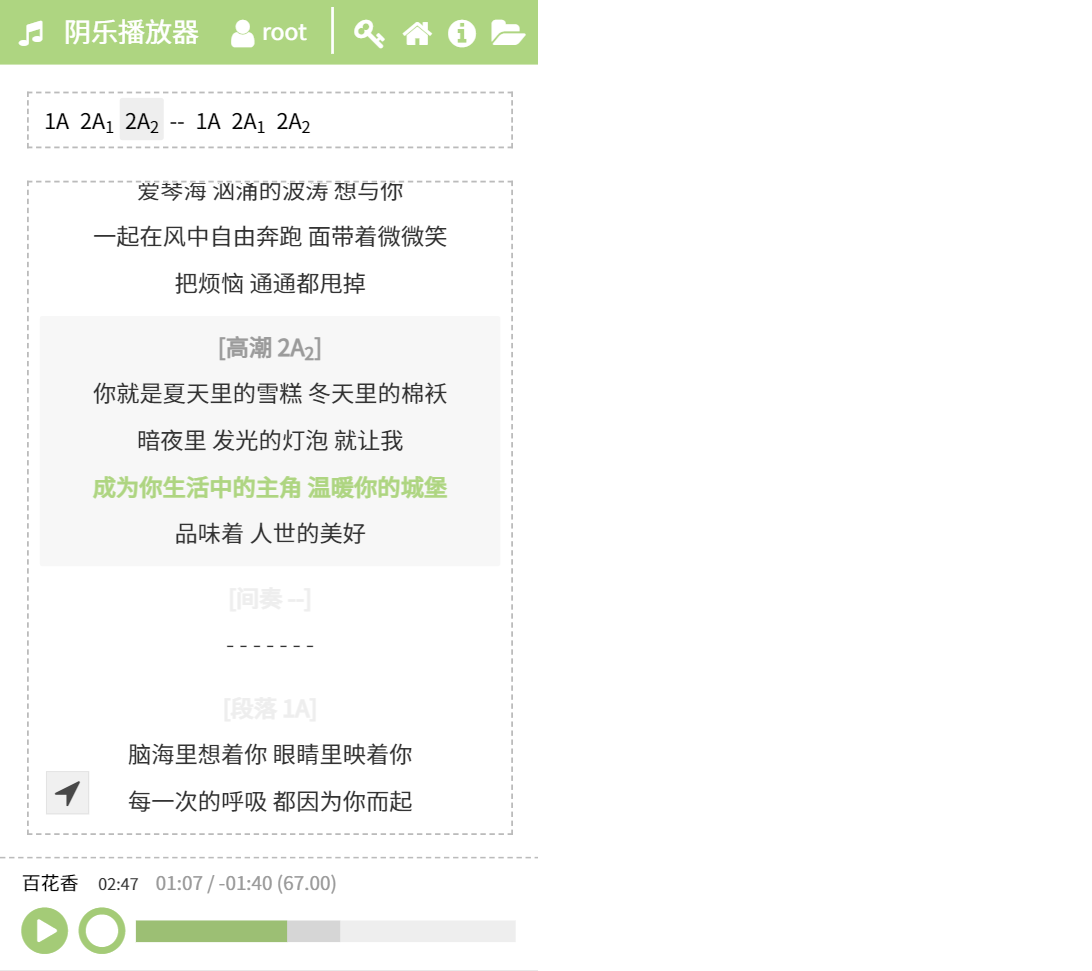 阴乐播放器 root
1A 2A1 2A2 -- 1A 2A1 2A2
爱琴海 汹涌的波涛 想与你
一起在风中自由奔跑 面带着微微笑
把烦恼 通通都甩掉
[高潮 2A2]
你就是夏天里的雪糕 冬天里的棉袄
暗夜里 发光的灯泡 就让我
成为你生活中的主角 温暖你的城堡
品味着 人世的美好
[间奏 --]
- - - - - - -
[段落 1A]
脑海里想着你 眼睛里映着你
每一次的呼吸 都因为你而起
百花香 02:47 01:07 / -01:40 (67.00)